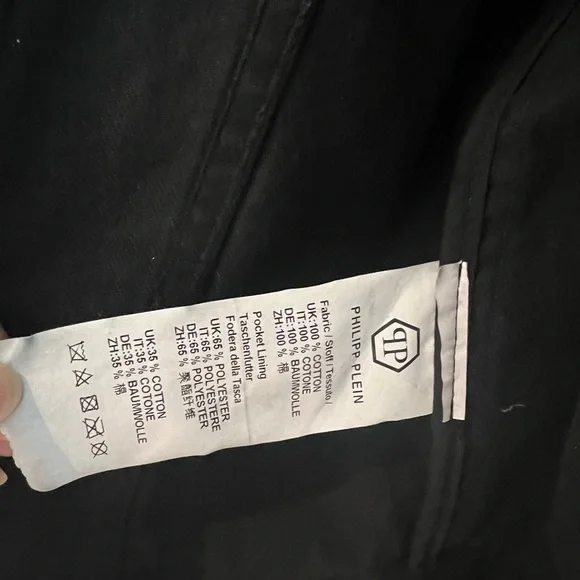 PP
PHILIPP PLEIN
Fabric / Stoff / Tessuto /
UK:100 % COTTON
IT:100 % COTONE
DE:100 % BAUMWOLLE
ZH:100 % 棉
Pocket Lining
Taschenfutter
Fodera della Tasca
UK:65 % POLYESTER
IT:65 % POLIESTERE
DE:65 % POLYESTER
ZH:65 % 聚酯纤维
UK:35 % COTTON
IT:35 % COTONE
DE:35 % BAUMWOLLE
ZH:35 % 棉